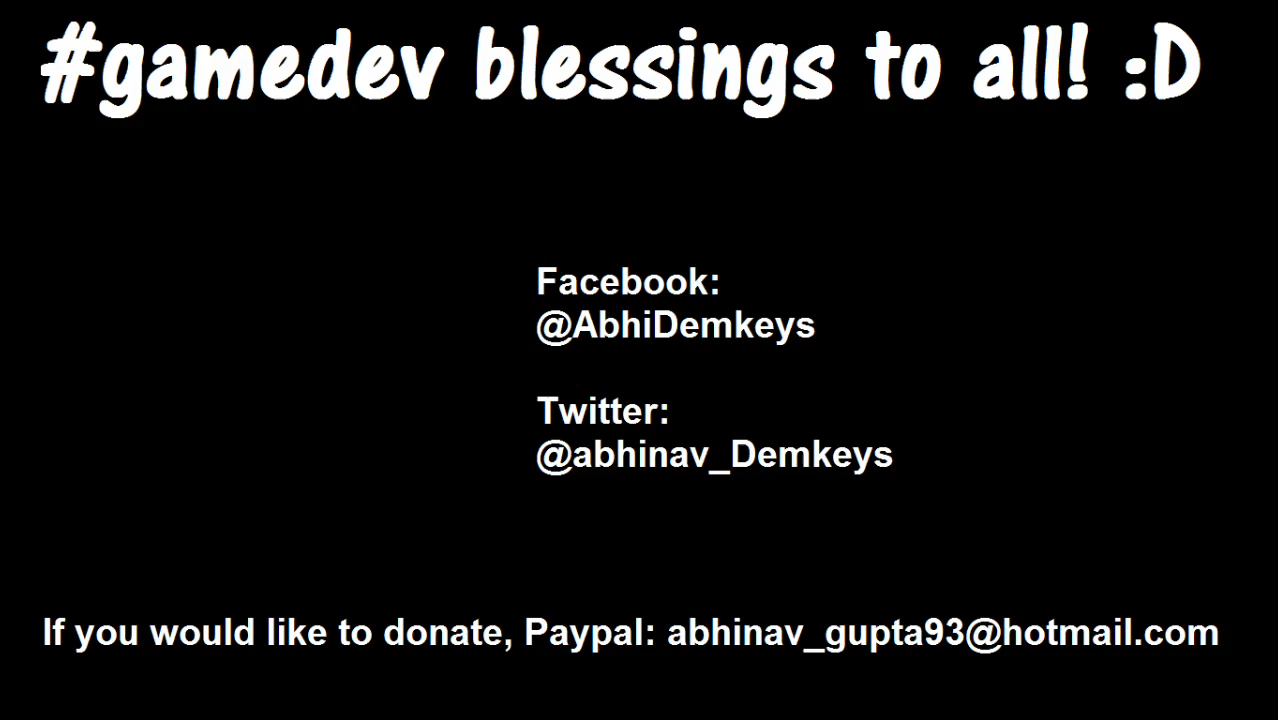 #gamedev blessings to all! :D
Facebook:
@AbhiDemkeys
Twitter:
@abhinav_Demkeys
If you would like to donate, Paypal: abhinav_gupta93@hotmail.com